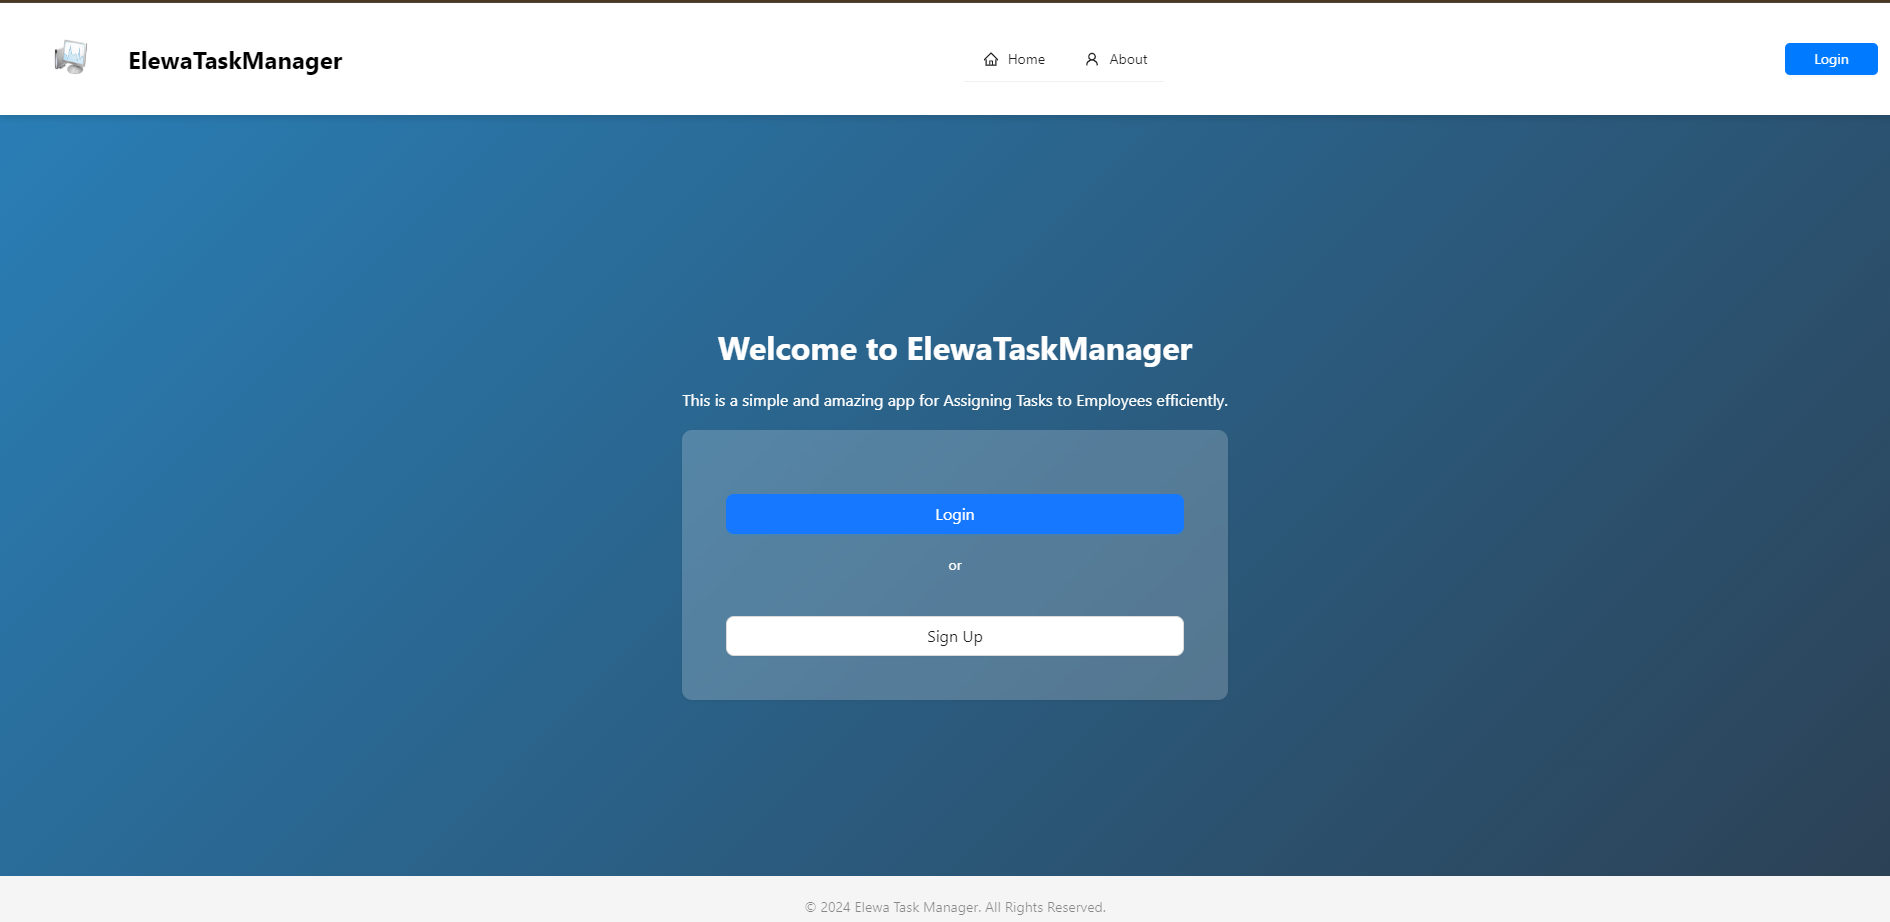 ElewaTaskManager
Home
About
Login
Welcome to ElewaTaskManager
This is a simple and amazing app for Assigning Tasks to Employees efficiently.
Login
or
Sign Up
© 2024 Elewa Task Manager. All Rights Reserved.